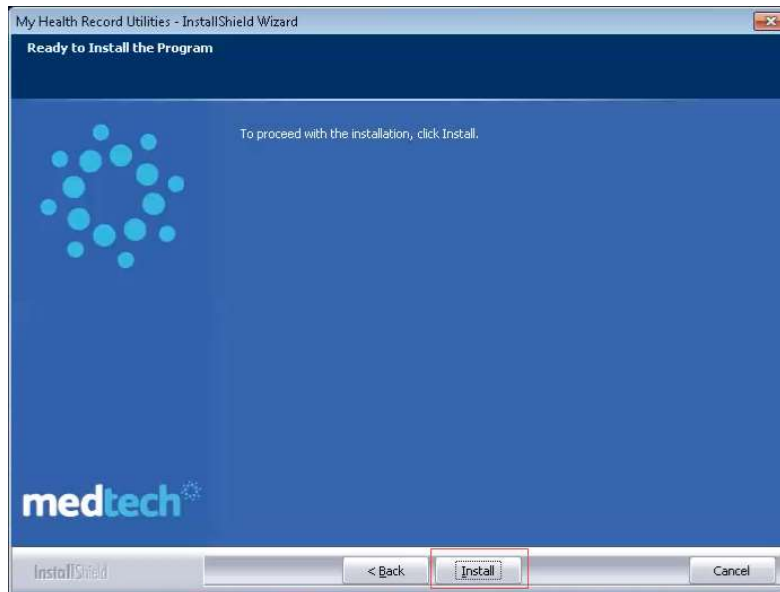 My Health Record Utilities - InstallShield Wizard
Ready to Install the Program
To proceed with the installation, click Install.
medtech
InstallShield
< Back
Install
Cancel